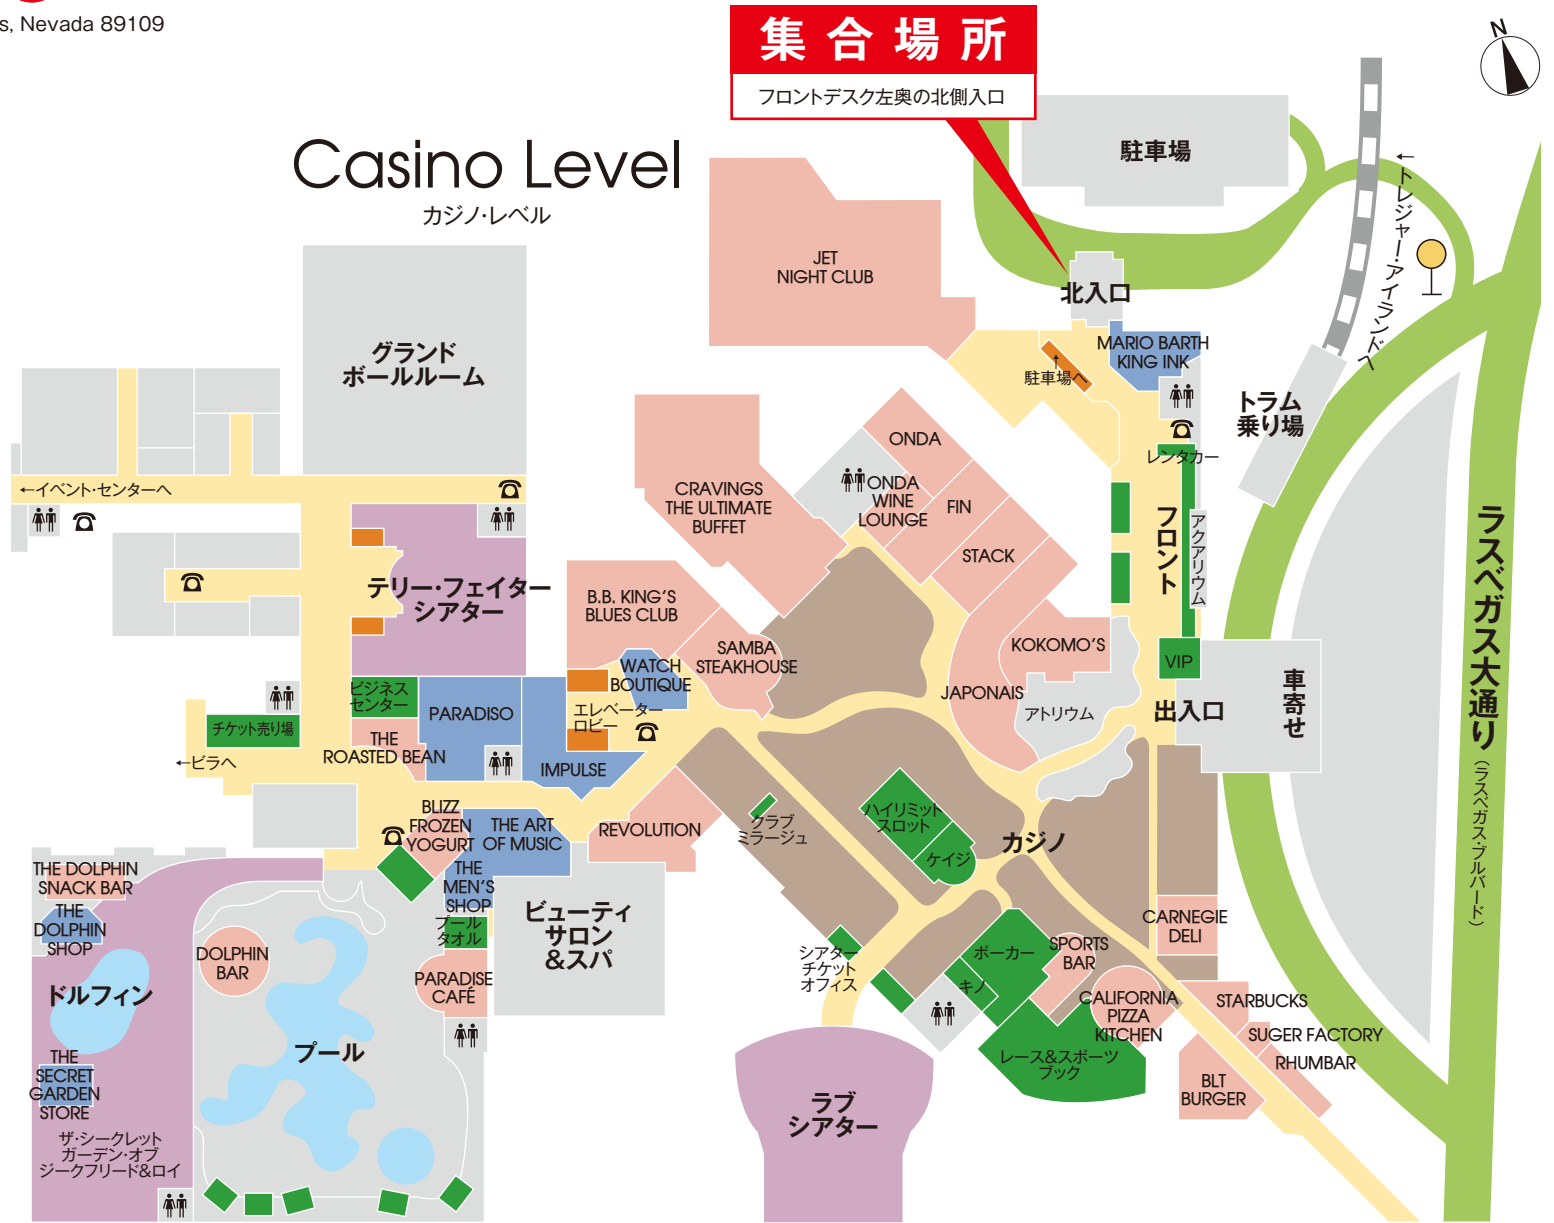 s, Nevada 89109
集合場所
フロントデスク左奥の北側入口
N
Casino Level
カジノ・レベル
駐車場
←トレジャー・アイランドへ
JET
NIGHT CLUB
北入口
MARIO BARTH
KING INK
↑
駐車場へ
グランド
ボールルーム
トラム
乗り場
ONDA
レンタカー
←イベント・センターへ
CRAVINGS
THE ULTIMATE
BUFFET
ONDA
WINE
LOUNGE
FIN
STACK
フロント
アクアリウム
ラスベガス大通り
(ラスベガス・ブルバード)
テリー・フェイター
シアター
B.B. KING'S
BLUES CLUB
SAMBA
STEAKHOUSE
KOKOMO'S
VIP
WATCH
BOUTIQUE
JAPONAIS
アトリウム
出入口
車寄せ
ビジネス
センター
PARADISO
エレベーター
ロビー
チケット売り場
THE
ROASTED BEAN
←ビラへ
IMPULSE
BLIZZ
FROZEN
YOGURT
THE ART
OF MUSIC
REVOLUTION
クラブ
ミラージュ
ハイリミット
スロット
ケイジ
カジノ
THE DOLPHIN
SNACK BAR
THE
MEN'S
SHOP
THE
DOLPHIN
SHOP
プール
タオル
ビューティ
サロン
&スパ
CARNEGIE
DELI
DOLPHIN
BAR
シアター
チケット
オフィス
ポーカー
SPORTS
BAR
キノ
PARADISE
CAFÉ
ドルフィン
CALIFORNIA
PIZZA
KITCHEN
STARBUCKS
プール
SUGER FACTORY
レース&スポーツ
ブック
RHUMBAR
THE
SECRET
GARDEN
STORE
BLT
BURGER
ラブ
シアター
ザ・シークレット
ガーデン・オブ
ジークフリード&ロイ